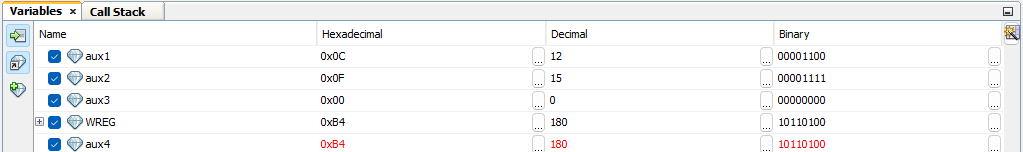 Variables × Call Stack
Name Hexadecimal Decimal Binary
aux1 0x0C ... 12 ... 00001100 ...
aux2 0x0F ... 15 ... 00001111 ...
aux3 0x00 ... 0 ... 00000000 ...
WREG 0xB4 ... 180 ... 10110100 ...
aux4 0xB4 ... 180 ... 10110100 ...